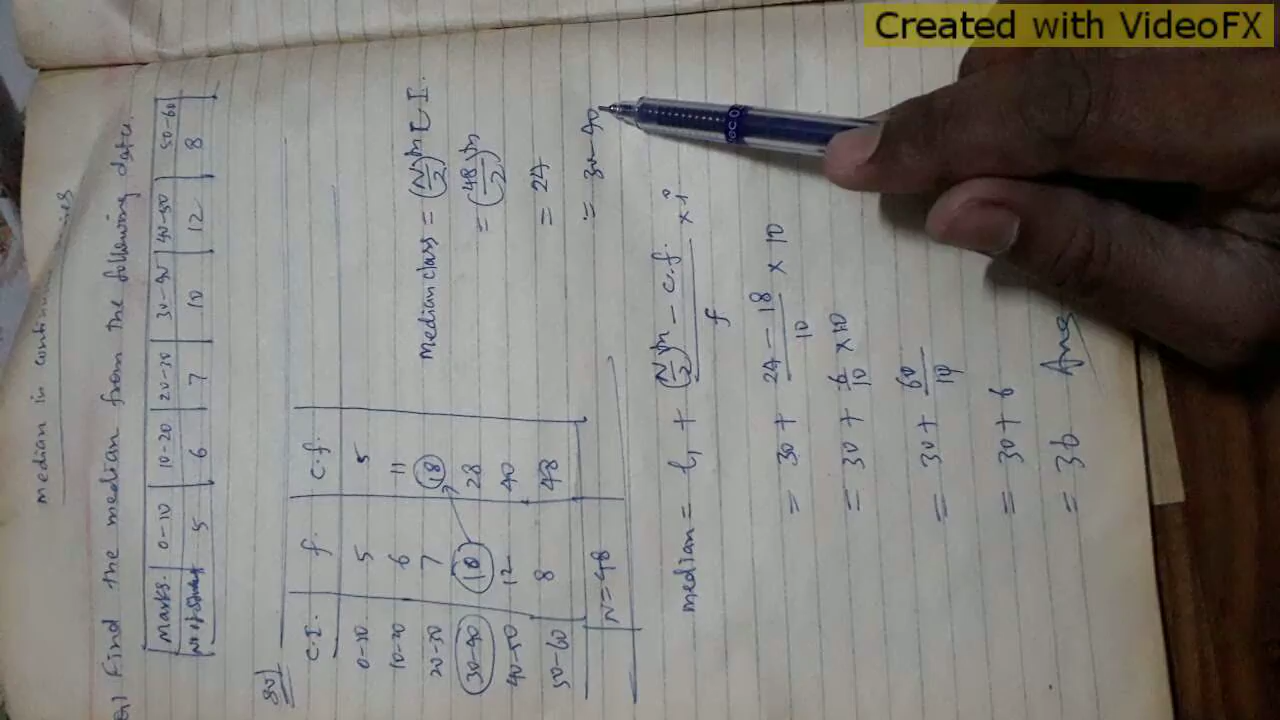 Created with VideoFX
median in contin
Q1 Find the median from the following data.
Marks. 0-10 10-20 20-30 30-40 40-50 50-60
5 6 7 10 12 8
C.I. f. C.f.
0-10 5 5
10-20 6 11
20-30 7 18
30-40 10 28
40-50 12 40
50-60 8 48
N=48
Median class = (N/2)th C.I.
= (48/2)th
= 24
= 30-40
median = l₁ + (N/2)th - C.f. / f × i
= 30 + 24 - 18 / 10 × 10
= 30 + 6/10 × 10
= 30 + 60/10
= 30 + 6
= 36 Ans
OCO